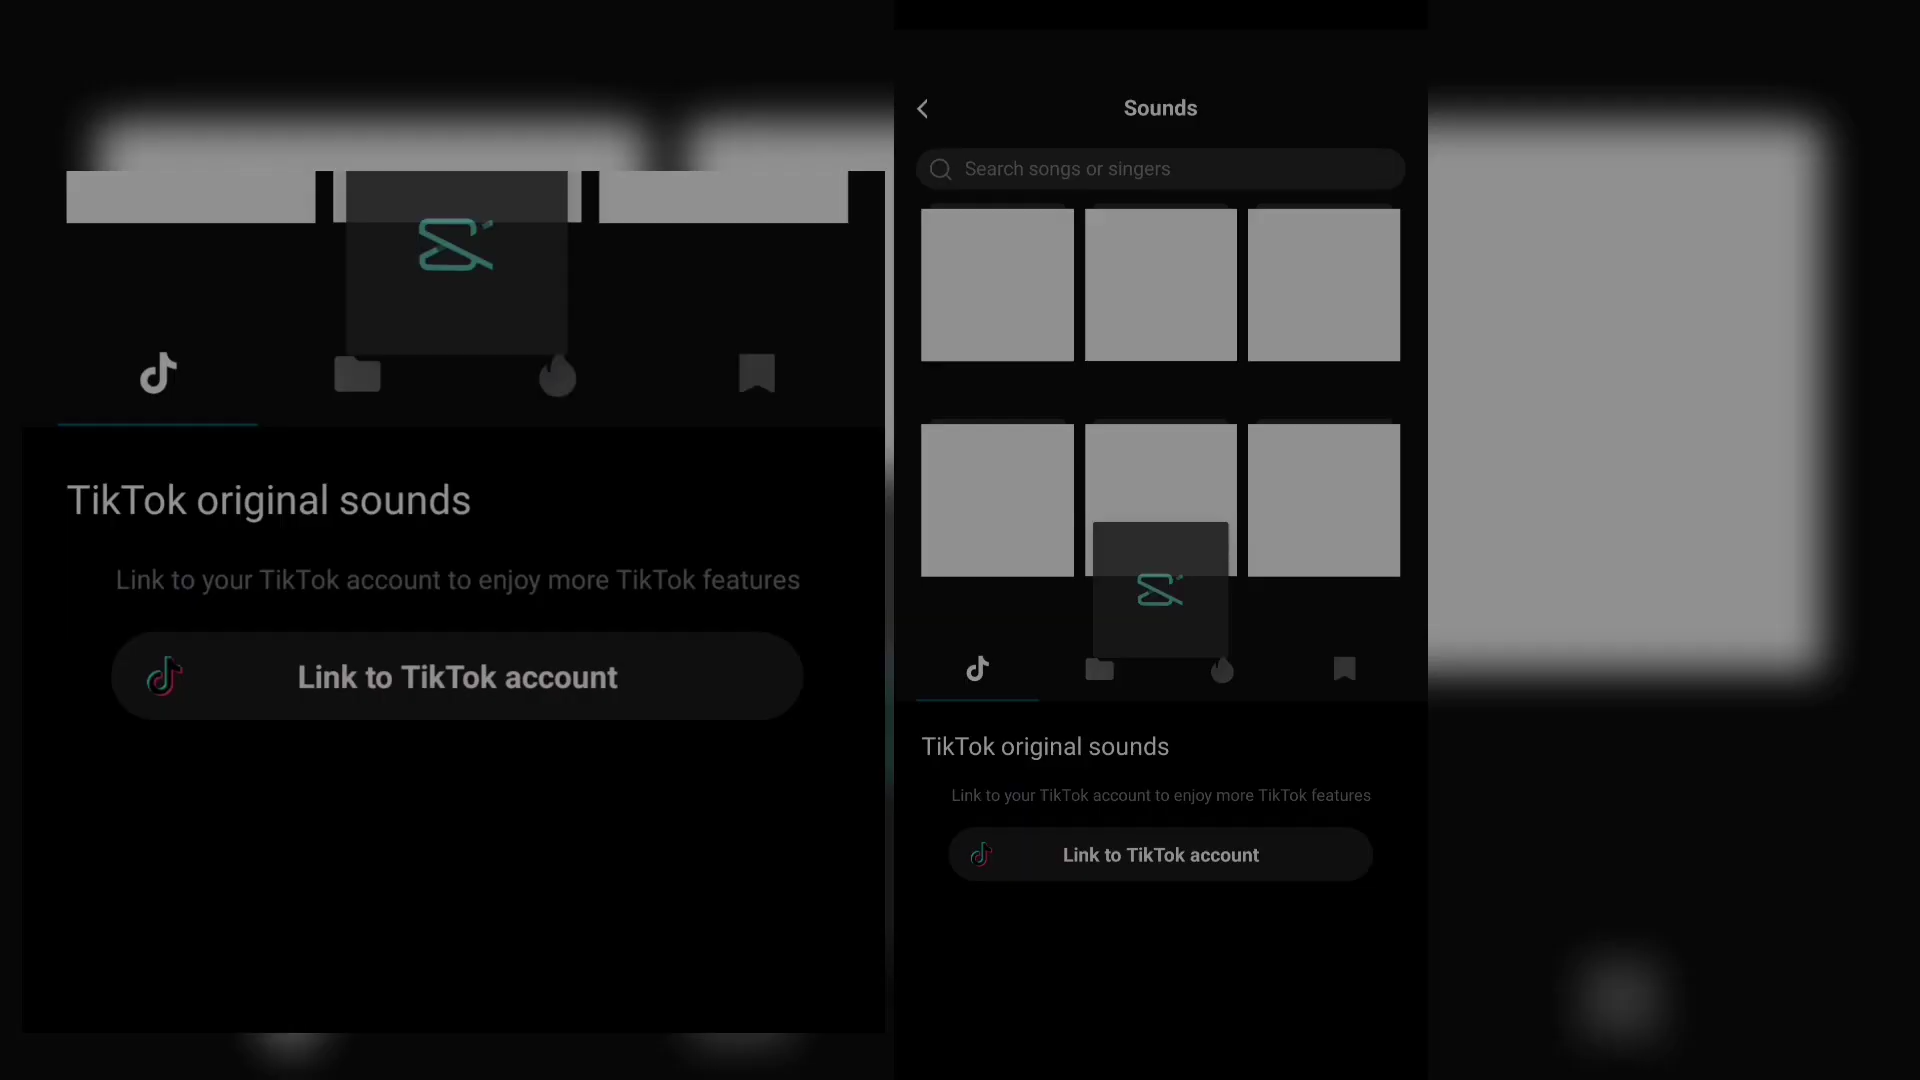 TikTok original sounds
Link to your TikTok account to enjoy more TikTok features
Link to TikTok account
Sounds
Search songs or singers
TikTok original sounds
Link to your TikTok account to enjoy more TikTok features
Link to TikTok account